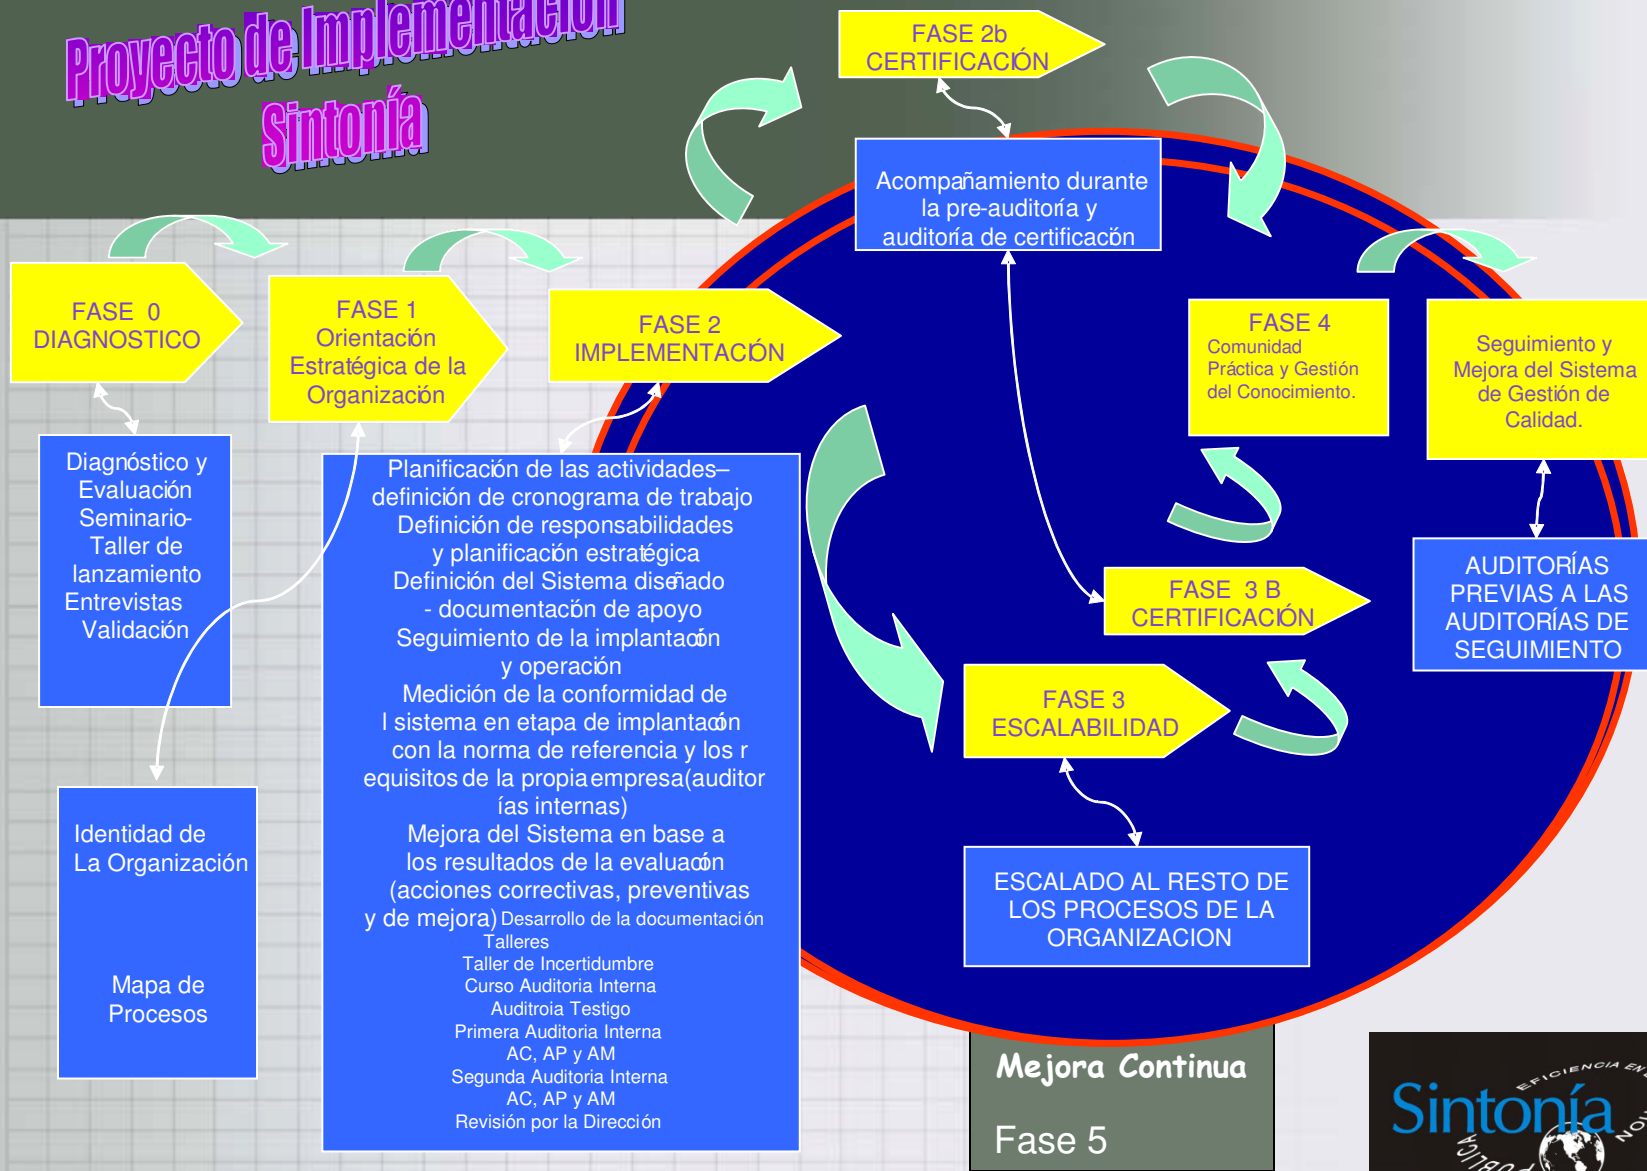 Proyecto de Implementación
Sintonía
FASE 2b
CERTIFICACIÓN
Acompañamiento durante
la pre-auditoría y
auditoría de certificación
FASE 0
DIAGNOSTICO
FASE 1
Orientación
Estratégica de la
Organización
FASE 2
IMPLEMENTACIÓN
FASE 4
Comunidad
Práctica y Gestión
del Conocimiento.
Seguimiento y
Mejora del Sistema
de Gestión de
Calidad.
Diagnóstico y
Evaluación
Seminario-
Taller de
lanzamiento
Entrevistas
Validación
Planificación de las actividades–
definición de cronograma de trabajo
Definición de responsabilidades
y planificación estratégica
Definición del Sistema diseñado
- documentación de apoyo
Seguimiento de la implantación
y operación
Medición de la conformidad de
l sistema en etapa de implantación
con la norma de referencia y los r
equisitos de la propia empresa(auditor
ías internas)
Mejora del Sistema en base a
los resultados de la evaluación
(acciones correctivas, preventivas
y de mejora) Desarrollo de la documentación
Talleres
Taller de Incertidumbre
Curso Auditoria Interna
Auditroia Testigo
Primera Auditoria Interna
AC, AP y AM
Segunda Auditoria Interna
AC, AP y AM
Revisión por la Dirección
FASE 3 B
CERTIFICACIÓN
AUDITORÍAS
PREVIAS A LAS
AUDITORÍAS DE
SEGUIMIENTO
FASE 3
ESCALABILIDAD
Identidad de
La Organización
Mapa de
Procesos
ESCALADO AL RESTO DE
LOS PROCESOS DE LA
ORGANIZACION
Mejora Continua
Fase 5
EFICIENCIA EN
Sintonía